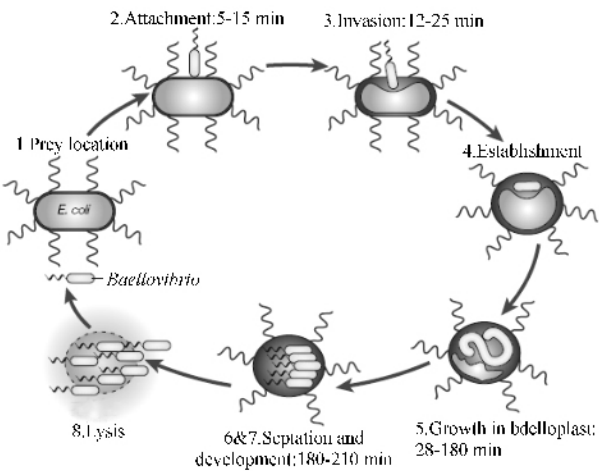 2.Attachment:5-15 min
3.Invasion:12-25 min
1 Prey location
4.Establishment
E. coli
Baellovibrio
5.Growth in bdelloplast:
28-180 min
6&7.Septation and
development:180-210 min
8.Lysis